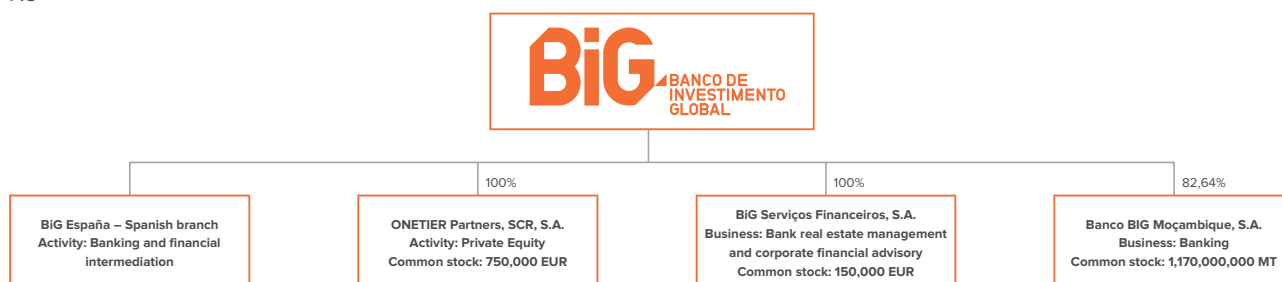 BiG
BANCO DE
INVESTIMENTO
GLOBAL
100%
100%
82,64%
BiG España – Spanish branch
Activity: Banking and financial
intermediation
ONETIER Partners, SCR, S.A.
Activity: Private Equity
Common stock: 750,000 EUR
BiG Serviços Financeiros, S.A.
Business: Bank real estate management
and corporate financial advisory
Common stock: 150,000 EUR
Banco BIG Moçambique, S.A.
Business: Banking
Common stock: 1,170,000,000 MT